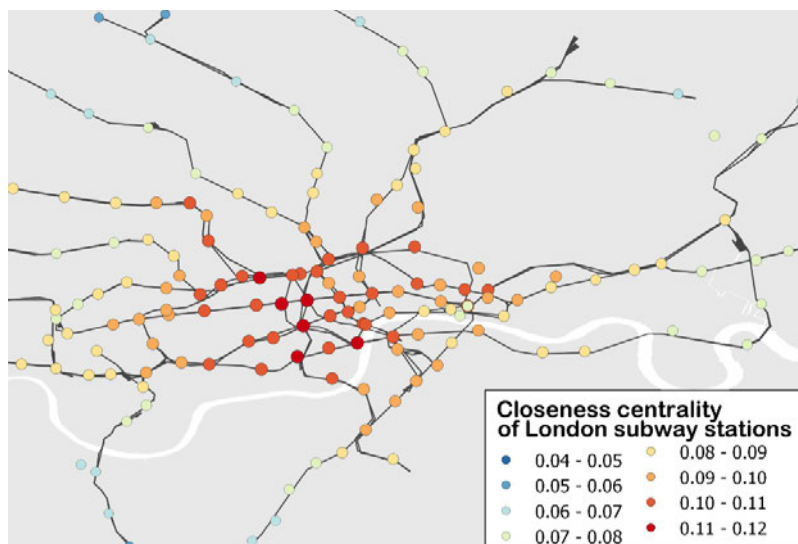 Closeness centrality
of London subway stations
0.04 - 0.05
0.05 - 0.06
0.06 - 0.07
0.07 - 0.08
0.08 - 0.09
0.09 - 0.10
0.10 - 0.11
0.11 - 0.12